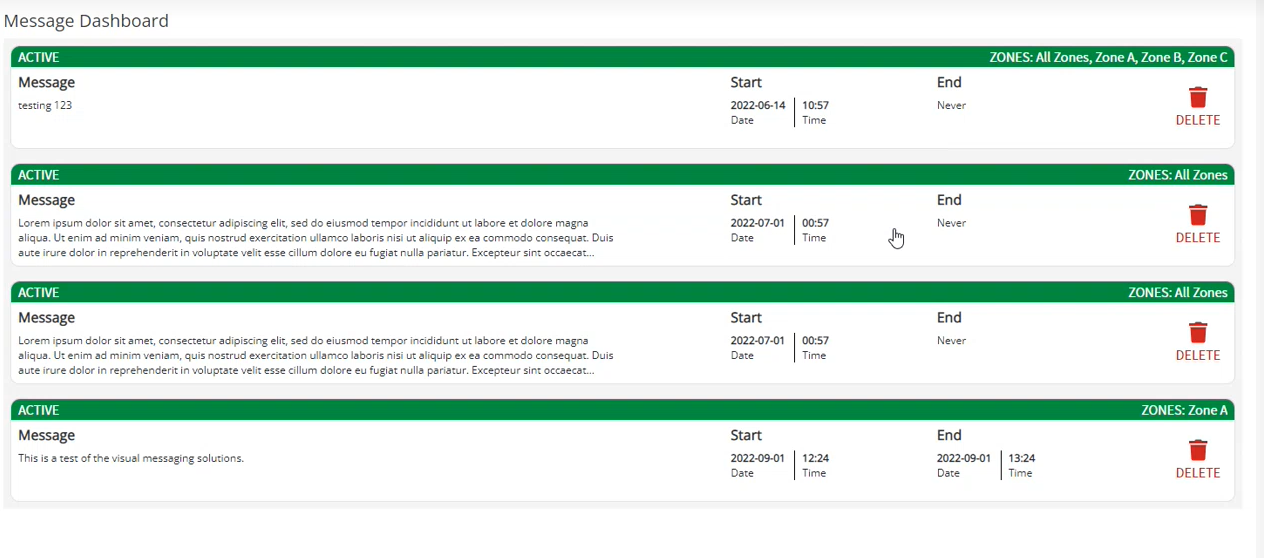 Message Dashboard
ACTIVE ZONES: All Zones, Zone A, Zone B, Zone C
Message Start End
testing 123 2022-06-14 10:57 Never
Date Time DELETE
ACTIVE ZONES: All Zones
Message Start End
Lorem ipsum dolor sit amet, consectetur adipiscing elit, sed do eiusmod tempor incididunt ut labore et dolore magna 2022-07-01 00:57 Never
aliqua. Ut enim ad minim veniam, quis nostrud exercitation ullamco laboris nisi ut aliquip ex ea commodo consequat. Duis Date Time DELETE
aute irure dolor in reprehenderit in voluptate velit esse cillum dolore eu fugiat nulla pariatur. Excepteur sint occaecat...
ACTIVE ZONES: All Zones
Message Start End
Lorem ipsum dolor sit amet, consectetur adipiscing elit, sed do eiusmod tempor incididunt ut labore et dolore magna 2022-07-01 00:57 Never
aliqua. Ut enim ad minim veniam, quis nostrud exercitation ullamco laboris nisi ut aliquip ex ea commodo consequat. Duis Date Time DELETE
aute irure dolor in reprehenderit in voluptate velit esse cillum dolore eu fugiat nulla pariatur. Excepteur sint occaecat...
ACTIVE ZONES: Zone A
Message Start End
This is a test of the visual messaging solutions. 2022-09-01 12:24 2022-09-01 13:24
Date Time Date Time DELETE